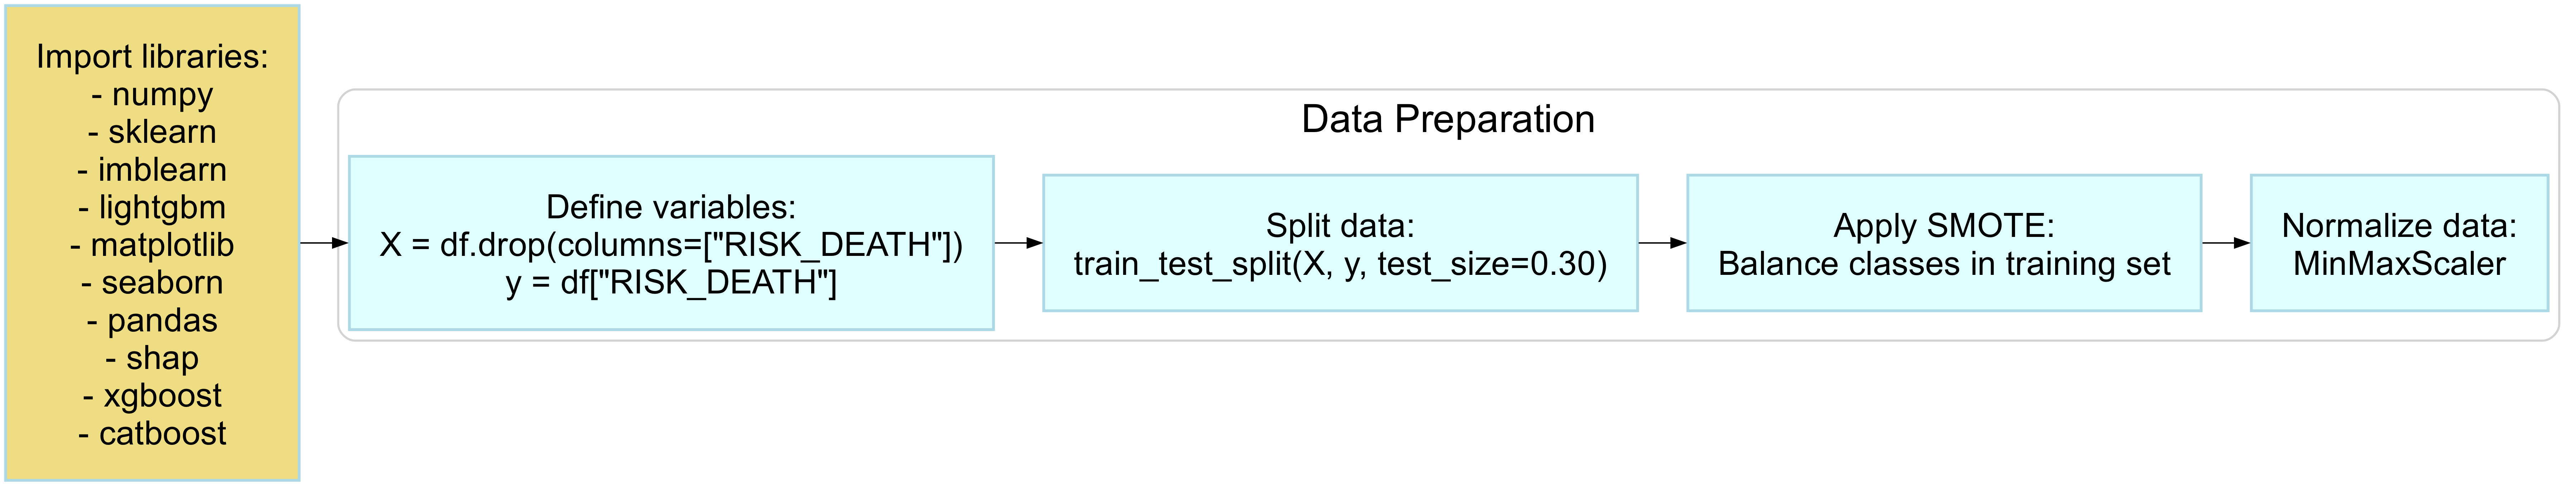 Import libraries:
- numpy
- sklearn
- imblearn
- lightgbm
- matplotlib
- seaborn
- pandas
- shap
- xgboost
- catboost
Data Preparation
Define variables:
X = df.drop(columns=["RISK_DEATH"])
y = df["RISK_DEATH"]
Split data:
train_test_split(X, y, test_size=0.30)
Apply SMOTE:
Balance classes in training set
Normalize data:
MinMaxScaler